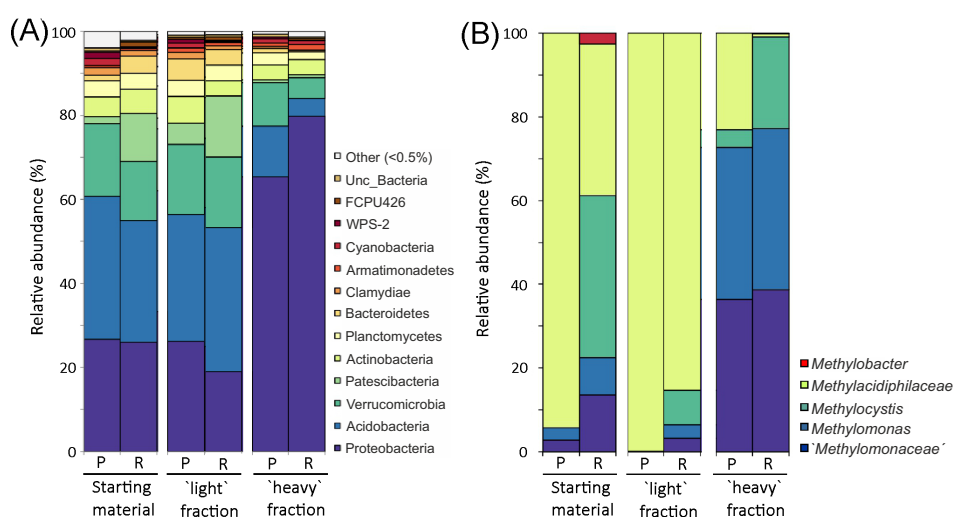 (A)
Relative abundance (%)
100
80
60
40
20
0
Other (<0.5%)
Unc_Bacteria
FCPU426
WPS-2
Cyanobacteria
Armatimonadetes
Clamydiae
Bacteroidetes
Planctomycetes
Actinobacteria
Patescibacteria
Verrucomicrobia
Acidobacteria
Proteobacteria
P R P R P R
Starting material
`light` fraction
`heavy` fraction
(B)
Relative abundance (%)
100
80
60
40
20
0
Methylobacter
Methylacidiphilaceae
Methylocystis
Methylomonas
`Methylomonaceae´
P R P R P R
Starting material
`light` fraction
`heavy` fraction